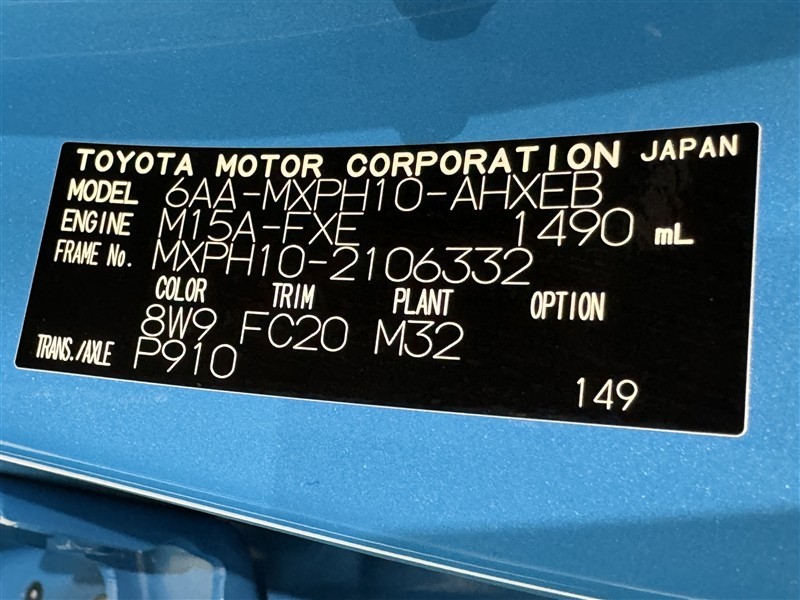 TOYOTA MOTOR CORPORATION JAPAN
MODEL 6AA-MXPH10-AHXEB
ENGINE M15A-FXE 1490 mL
FRAME No. MXPH10-2106332
COLOR TRIM PLANT OPTION
8W9 FC20 M32
TRANS./AXLE P910
149